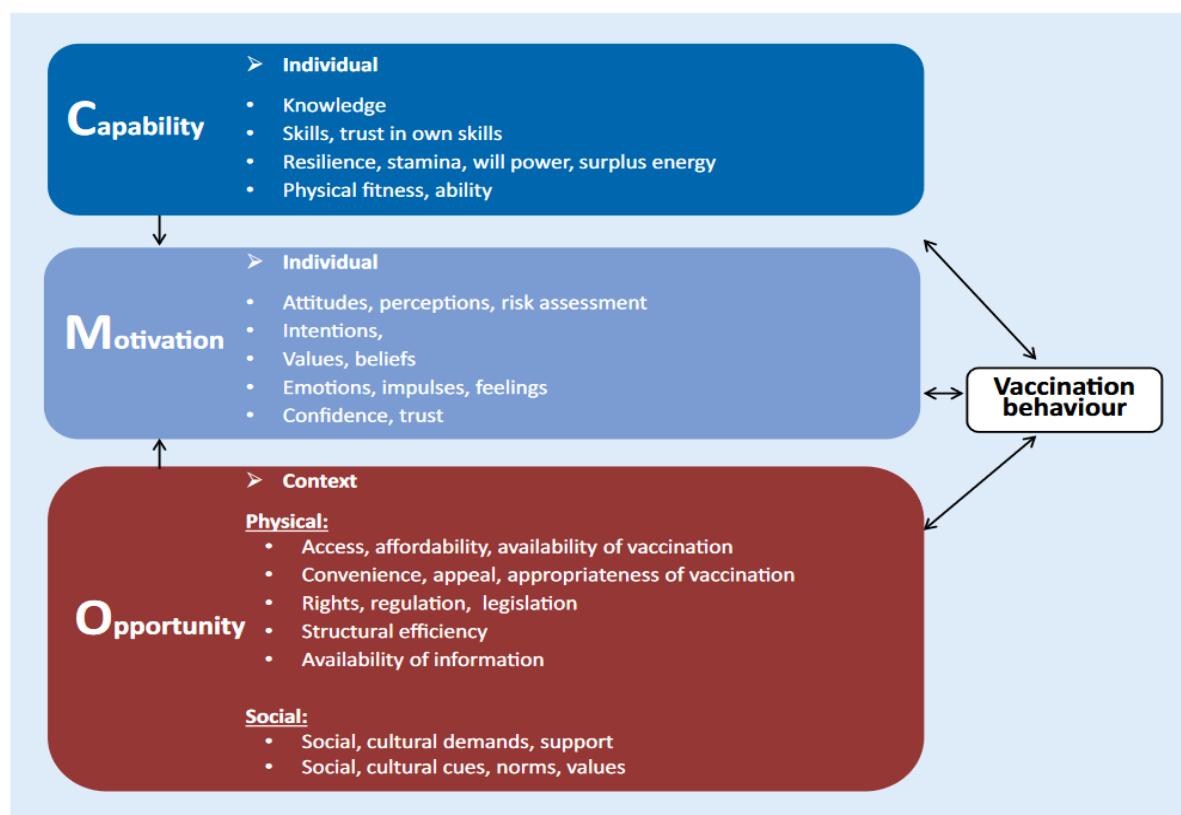 Capability
➢ Individual
• Knowledge
• Skills, trust in own skills
• Resilience, stamina, will power, surplus energy
• Physical fitness, ability
Motivation
➢ Individual
• Attitudes, perceptions, risk assessment
• Intentions,
• Values, beliefs
• Emotions, impulses, feelings
• Confidence, trust
Vaccination
behaviour
Opportunity
➢ Context
Physical:
• Access, affordability, availability of vaccination
• Convenience, appeal, appropriateness of vaccination
• Rights, regulation, legislation
• Structural efficiency
• Availability of information
Social:
• Social, cultural demands, support
• Social, cultural cues, norms, values